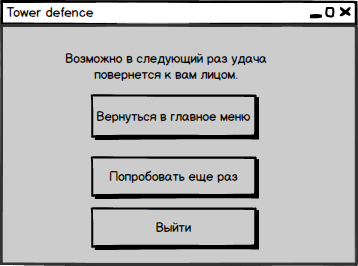 Tower defence
Возможно в следующий раз удача
повернется к вам лицом.
Вернуться в главное меню
Попробовать еще раз
Выйти